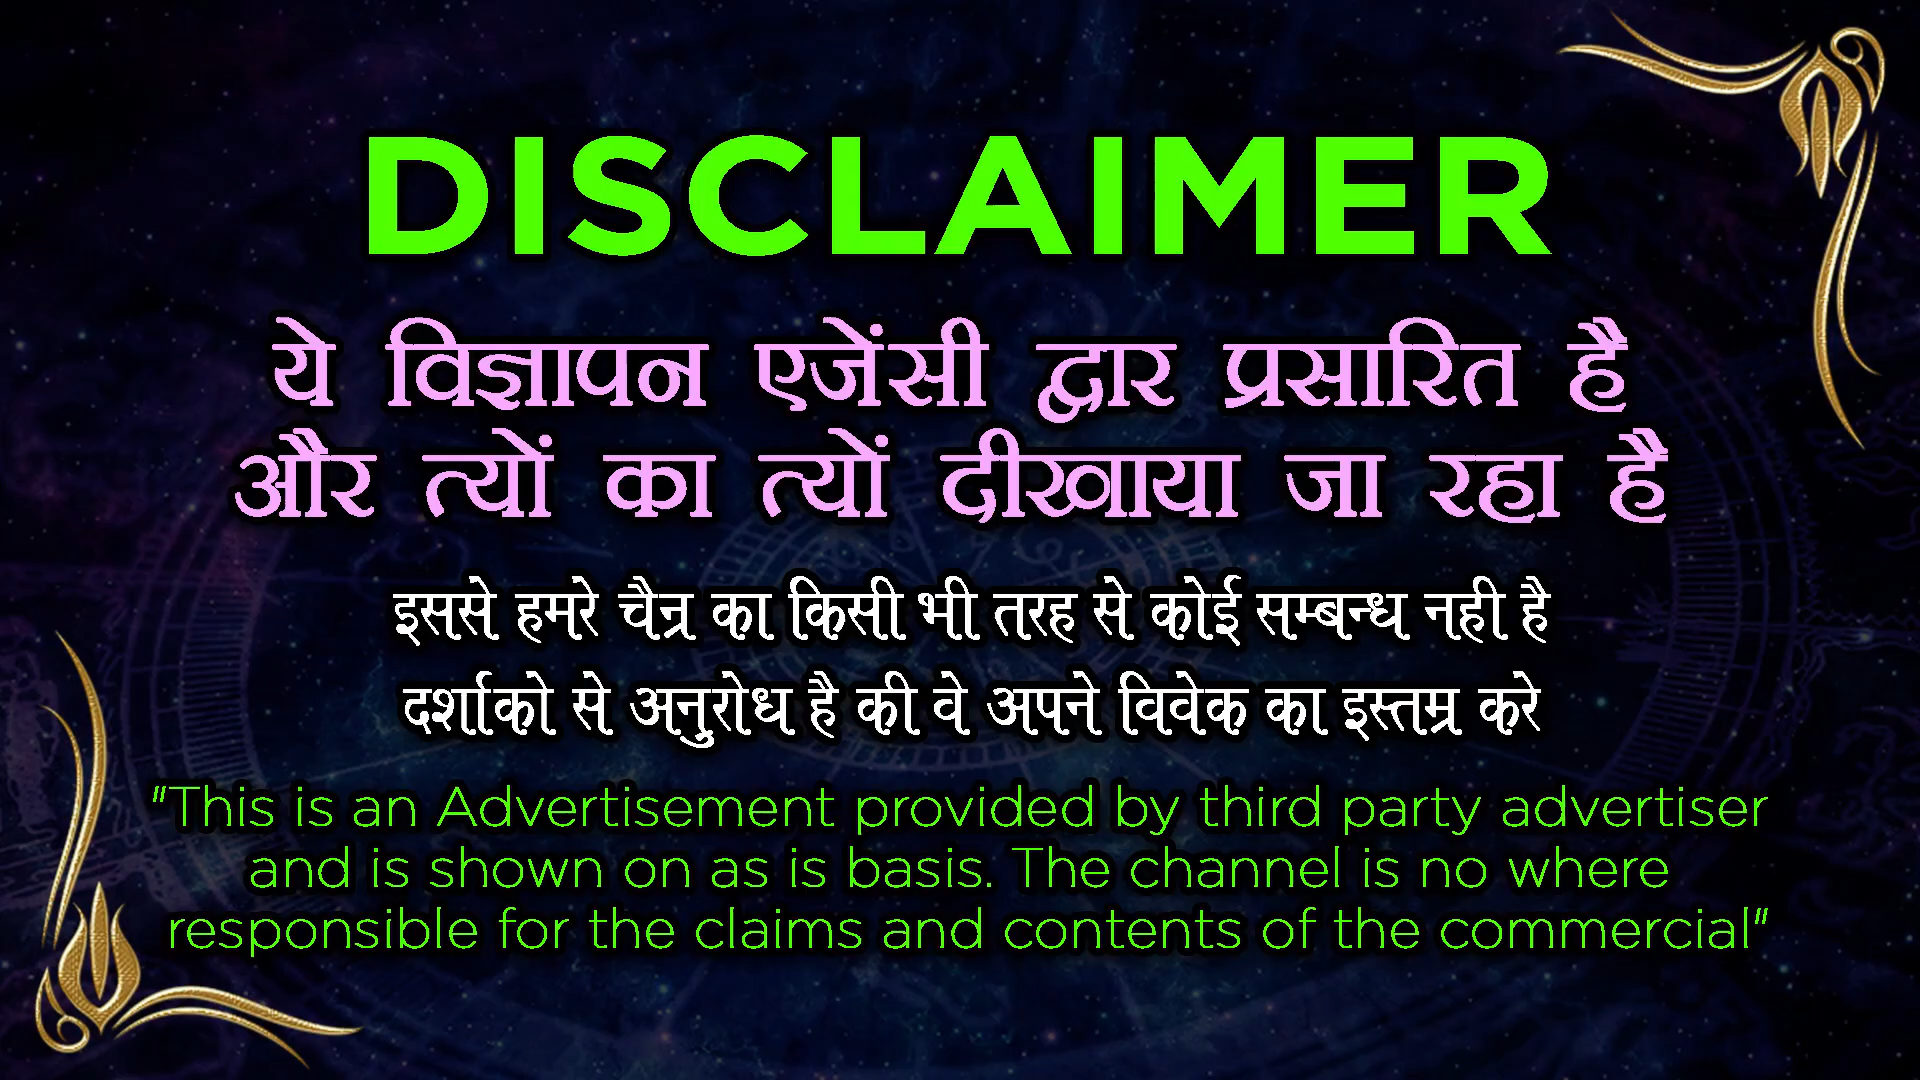 DISCLAIMER
ये विज्ञापन एजेंसी द्वार प्रसारित है
और त्यों का त्यों दीखाया जा रहा है
इससे हमरे चैन्र का किसी भी तरह से कोई सम्बन्ध नही है
दर्शाको से अनुरोध है की वे अपने विवेक का इस्तम्र करे
"This is an Advertisement provided by third party advertiser
and is shown on as is basis. The channel is no where
responsible for the claims and contents of the commercial"